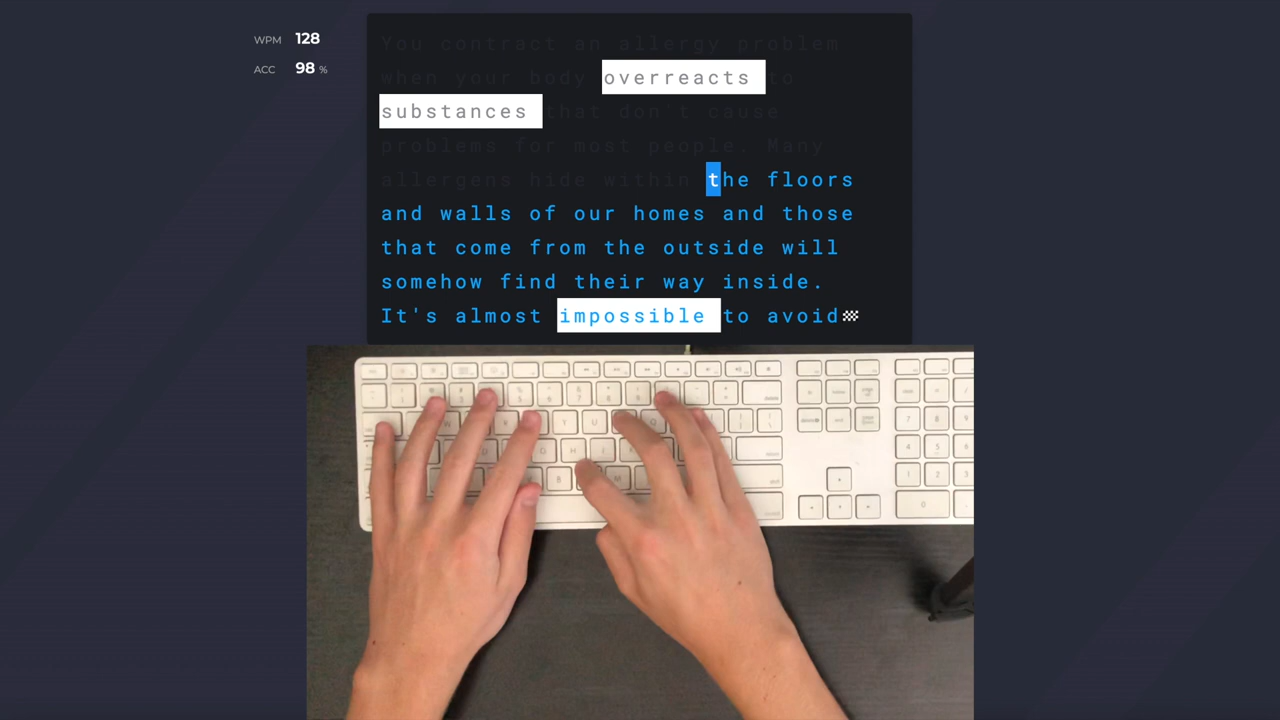 WPM 128
ACC 98 %
You contract an allergy problem
when your body overreacts to
substances that don't cause
problems for most people. Many
allergens hide within the floors
and walls of our homes and those
that come from the outside will
somehow find their way inside.
It's almost impossible to avoid